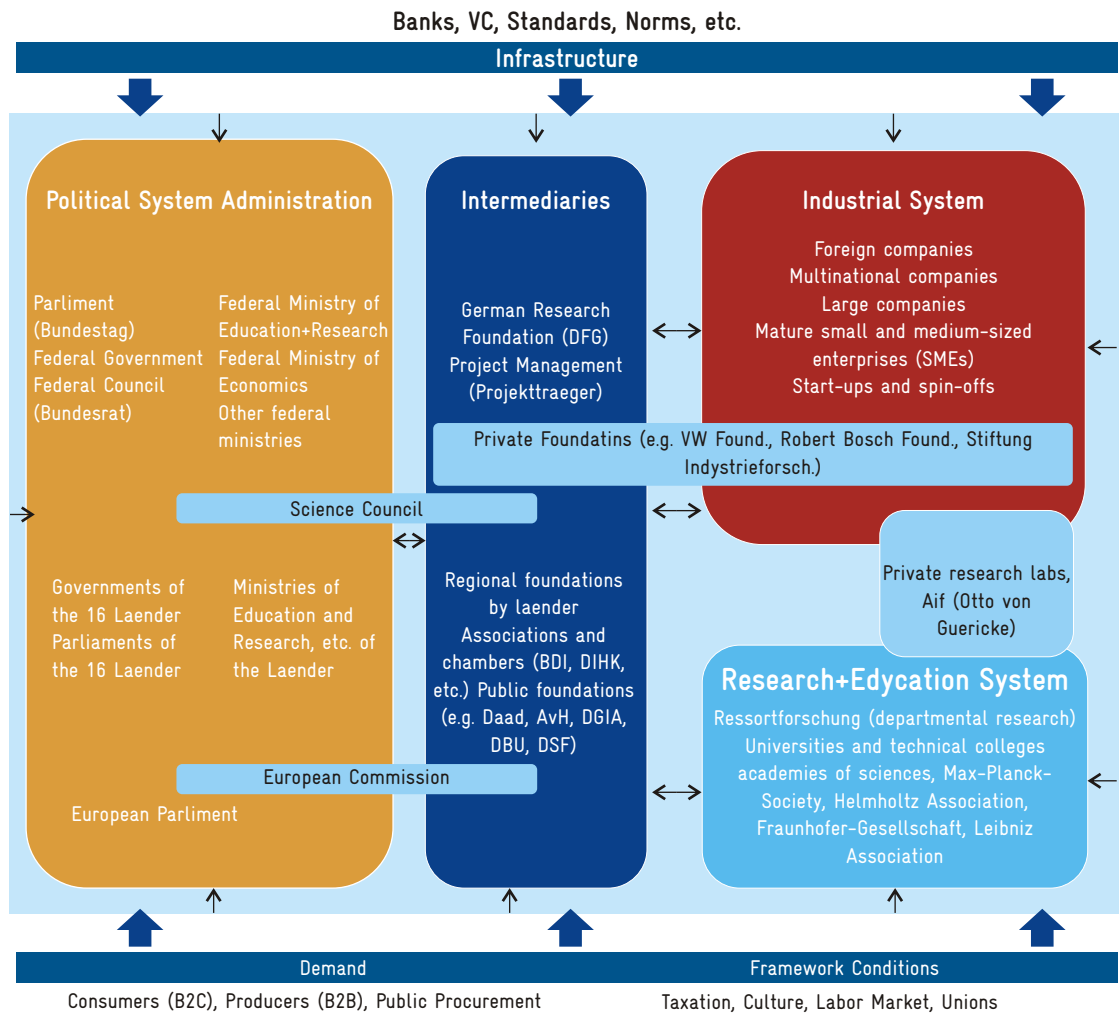 Banks, VC, Standards, Norms, etc.
Infrastructure
Political System Administration
Parliment
(Bundestag)
Federal Government
Federal Council
(Bundesrat)
Federal Ministry of
Education+Research
Federal Ministry of
Economics
Other federal
ministries
Science Council
Governments of
the 16 Laender
Parliaments of
the 16 Laender
Ministries of
Education and
Research, etc. of
the Laender
European Commission
European Parliment
Intermediaries
German Research
Foundation (DFG)
Project Management
(Projekttraeger)
Private Foundatins (e.g. VW Found., Robert Bosch Found., Stiftung
Indystrieforsch.)
Regional foundations
by laender
Associations and
chambers (BDI, DIHK,
etc.) Public foundations
(e.g. Daad, AvH, DGIA,
DBU, DSF)
Industrial System
Foreign companies
Multinational companies
Large companies
Mature small and medium-sized
enterprises (SMEs)
Start-ups and spin-offs
Private research labs,
Aif (Otto von
Guericke)
Research+Edycation System
Ressortforschung (departmental research)
Universities and technical colleges
academies of sciences, Max-Planck-
Society, Helmholtz Association,
Fraunhofer-Gesellschaft, Leibniz
Association
Demand
Framework Conditions
Consumers (B2C), Producers (B2B), Public Procurement
Taxation, Culture, Labor Market, Unions